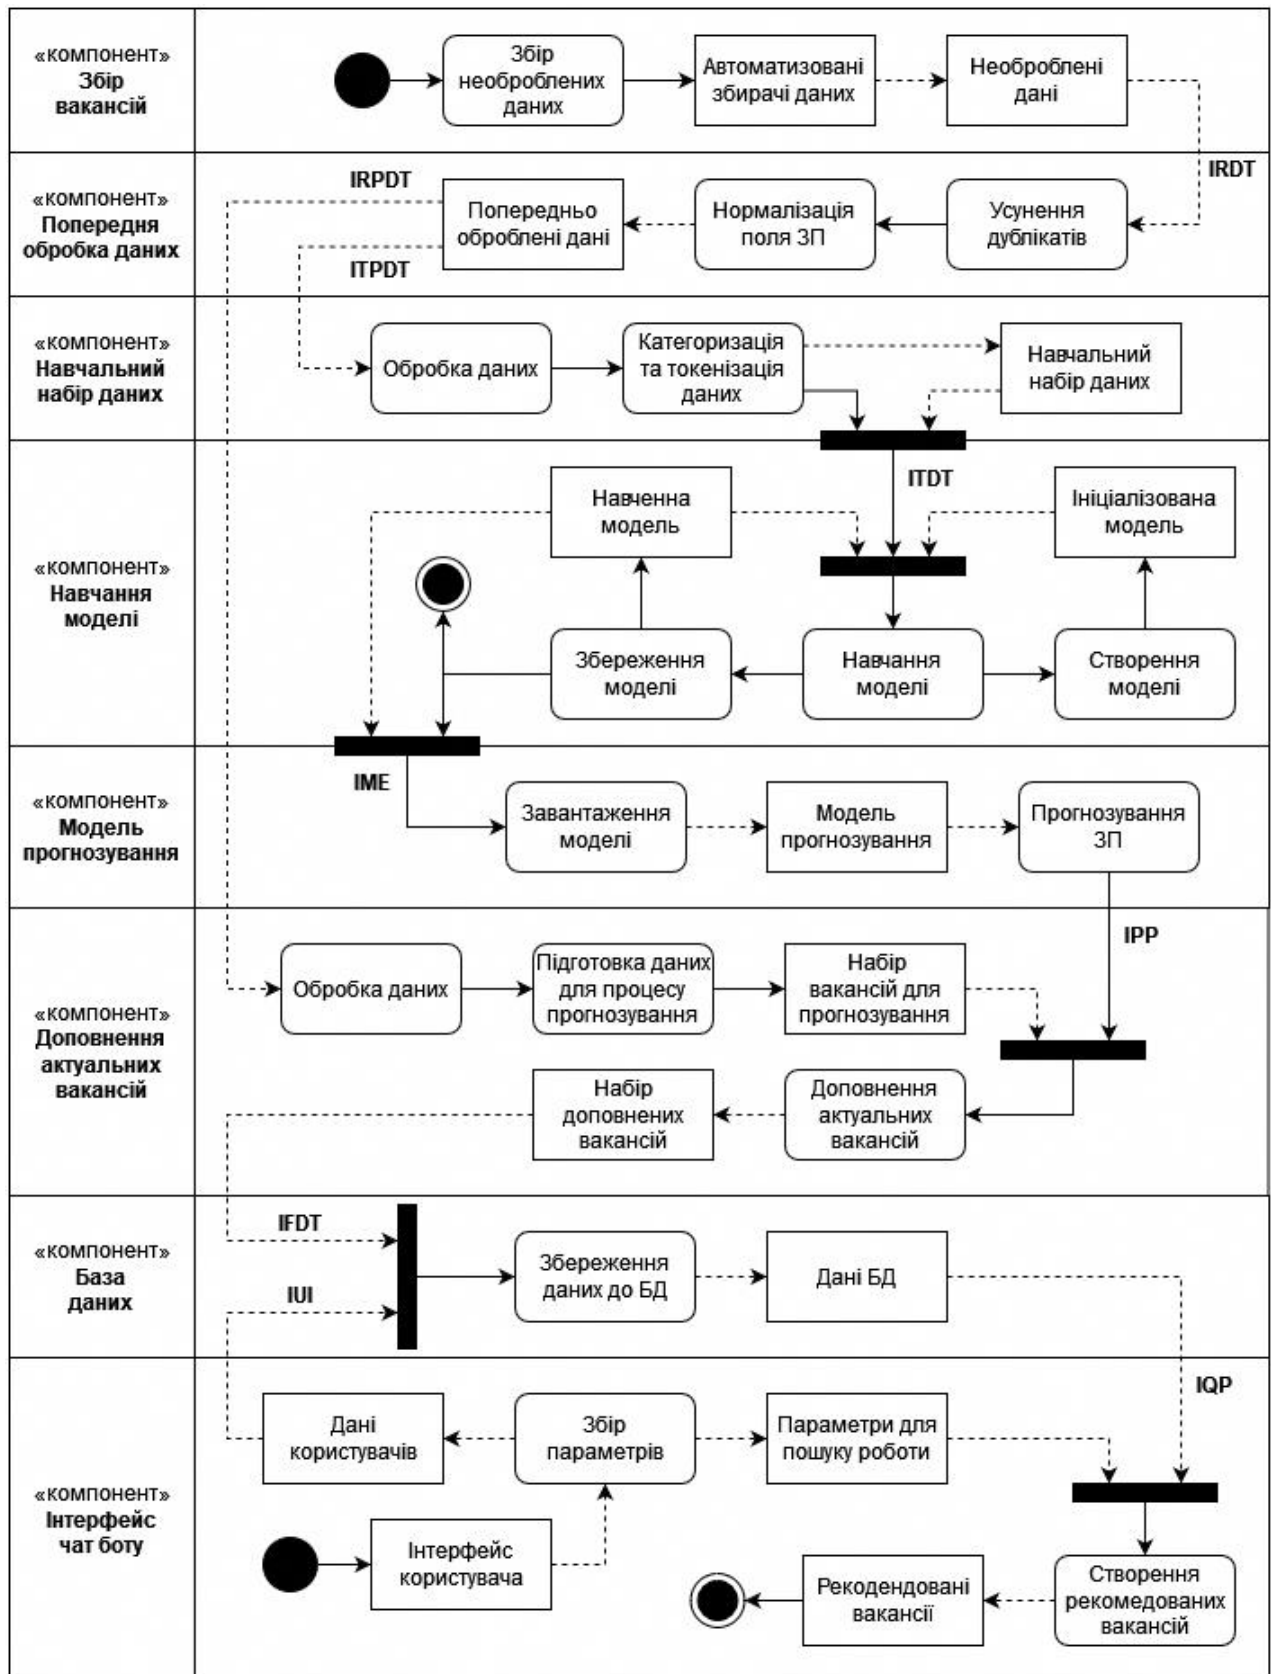 «компонент»
Збір
вакансій
Збір
необроблених
даних
Автоматизовані
збирачі даних
Необроблені
дані
IRDT
«компонент»
Попередня
обробка даних
IRPDT
ITPDT
Попередньо
оброблені дані
Нормалізація
поля ЗП
Усунення
дублікатів
«компонент»
Навчальний
набір даних
Обробка даних
Категоризація
та токенізація
даних
Навчальний
набір даних
«компонент»
Навчання
моделі
Навченна
модель
ITDT
Ініціалізована
модель
Збереження
моделі
Навчання
моделі
Створення
моделі
«компонент»
Модель
прогнозування
IME
Завантаження
моделі
Модель
прогнозування
Прогнозування
ЗП
«компонент»
Доповнення
актуальних
вакансій
IPP
Обробка даних
Підготовка даних
для процесу
прогнозування
Набір
вакансій для
прогнозування
Набір
доповнених
вакансій
Доповнення
актуальних
вакансій
«компонент»
База
даних
IFDT
IUI
Збереження
даних до БД
Дані БД
«компонент»
Інтерфейс
чат боту
IQP
Дані
користувачів
Збір
параметрів
Параметри для
пошуку роботи
Інтерфейс
користувача
Рекодендовані
вакансії
Створення
рекомедованих
вакансій